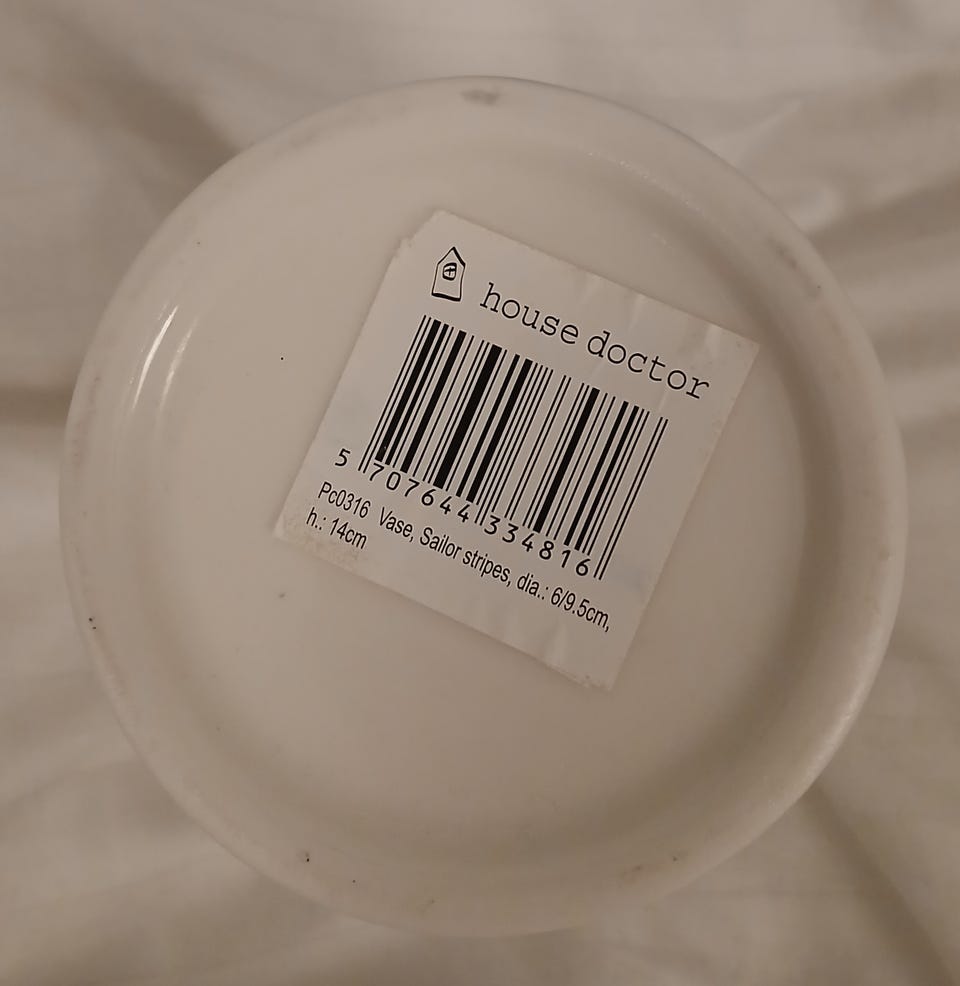 house doctor
5 707644 334816
Pc0316 Vase, Sailor stripes, dia.: 6/9.5cm,
h.: 14cm